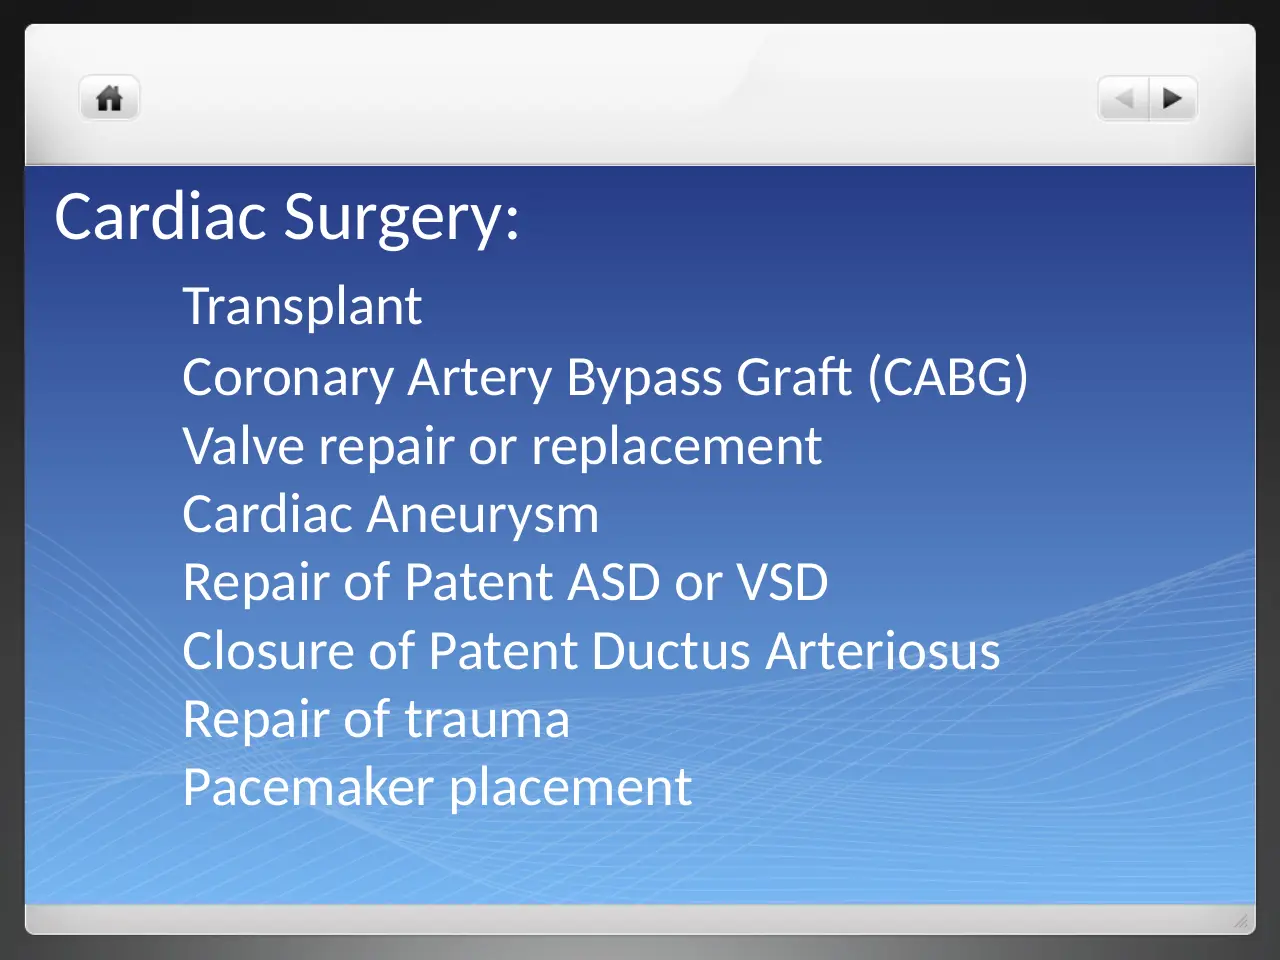 Cardiac Surgery:
Transplant
Coronary Artery Bypass Graft (CABG)
Valve repair or replacement
Cardiac Aneurysm
Repair of Patent ASD or VSD
Closure of Patent Ductus Arteriosus
Repair of trauma
Pacemaker placement